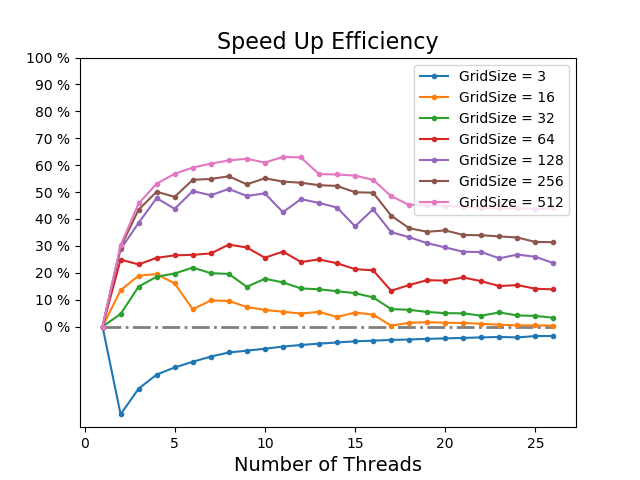 Speed Up Efficiency
100 %
90 %
80 %
70 %
60 %
50 %
40 %
30 %
20 %
10 %
0 %
GridSize = 3
GridSize = 16
GridSize = 32
GridSize = 64
GridSize = 128
GridSize = 256
GridSize = 512
0 5 10 15 20 25
Number of Threads